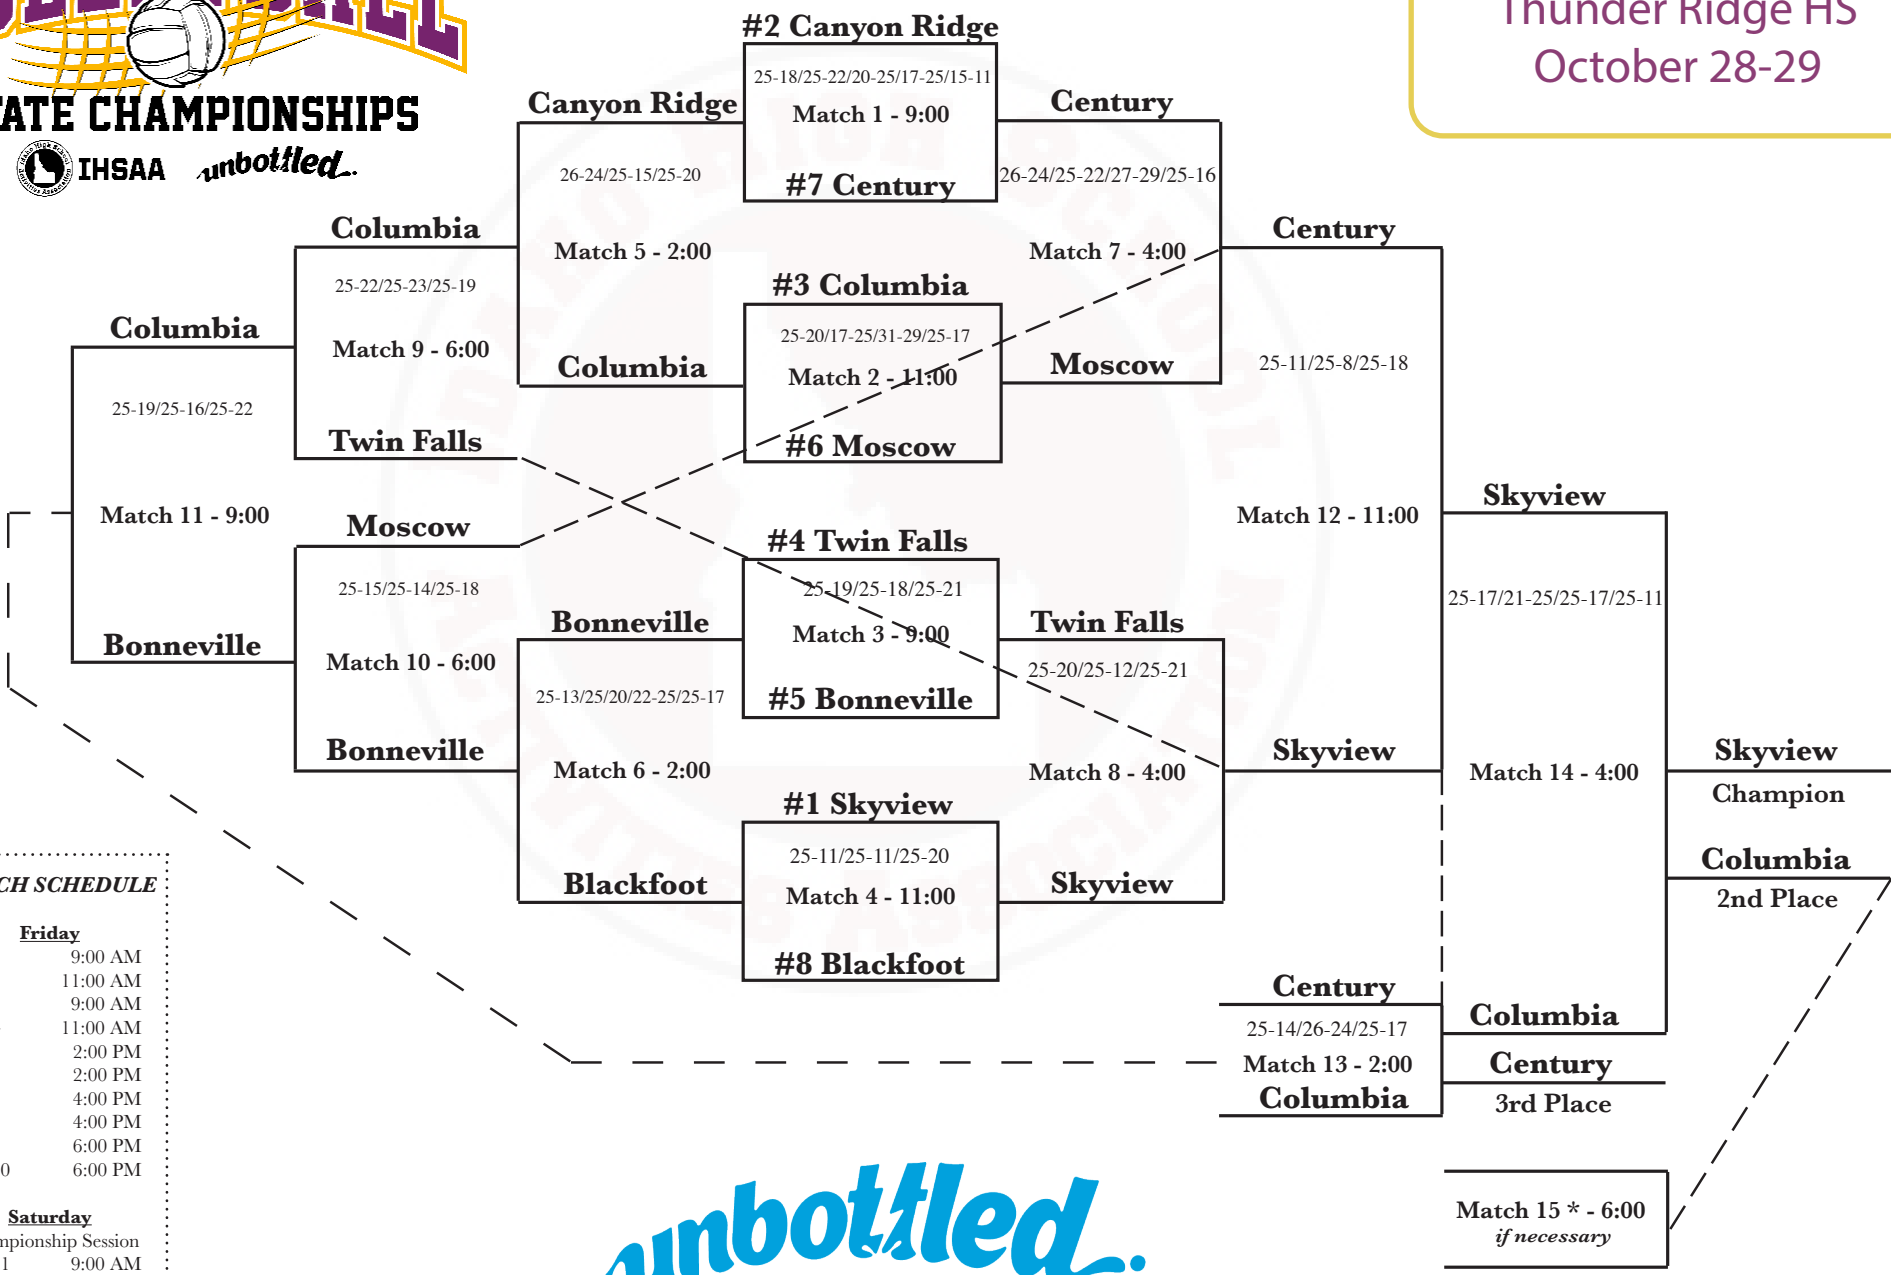 STATE CHAMPIONSHIPS
IHSAA unbottled.
Thunder Ridge HS
October 28-29
#2 Canyon Ridge
25-18/25-22/20-25/17-25/15-11
Match 1 - 9:00
#7 Century
Canyon Ridge
26-24/25-15/25-20
Match 5 - 2:00
Columbia
Century
26-24/25-22/27-29/25-16
Match 7 - 4:00
Moscow
#3 Columbia
25-20/17-25/31-29/25-17
Match 2 - 11:00
#6 Moscow
Columbia
25-22/25-23/25-19
Match 9 - 6:00
Twin Falls
Columbia
25-19/25-16/25-22
Match 11 - 9:00
Bonneville
Moscow
25-15/25-14/25-18
Match 10 - 6:00
Bonneville
#4 Twin Falls
25-19/25-18/25-21
Match 3 - 9:00
#5 Bonneville
Bonneville
25-13/25/20/22-25/25-17
Match 6 - 2:00
Blackfoot
#1 Skyview
25-11/25-11/25-20
Match 4 - 11:00
#8 Blackfoot
Twin Falls
25-20/25-12/25-21
Match 8 - 4:00
Skyview
Century
25-11/25-8/25-18
Match 12 - 11:00
Skyview
Skyview
25-17/21-25/25-17/25-11
Match 14 - 4:00
Columbia
Skyview
Champion
Columbia
2nd Place
Century
25-14/26-24/25-17
Match 13 - 2:00
Columbia
Century
3rd Place
Match 15 * - 6:00
if necessary
CH SCHEDULE
Friday
9:00 AM
11:00 AM
9:00 AM
11:00 AM
2:00 PM
2:00 PM
4:00 PM
4:00 PM
6:00 PM
0 6:00 PM
Saturday
mpionship Session
1 9:00 AM
unbottled.
IDAHO HIGH SCHOOL ACTIVITIES ASSOCIATION